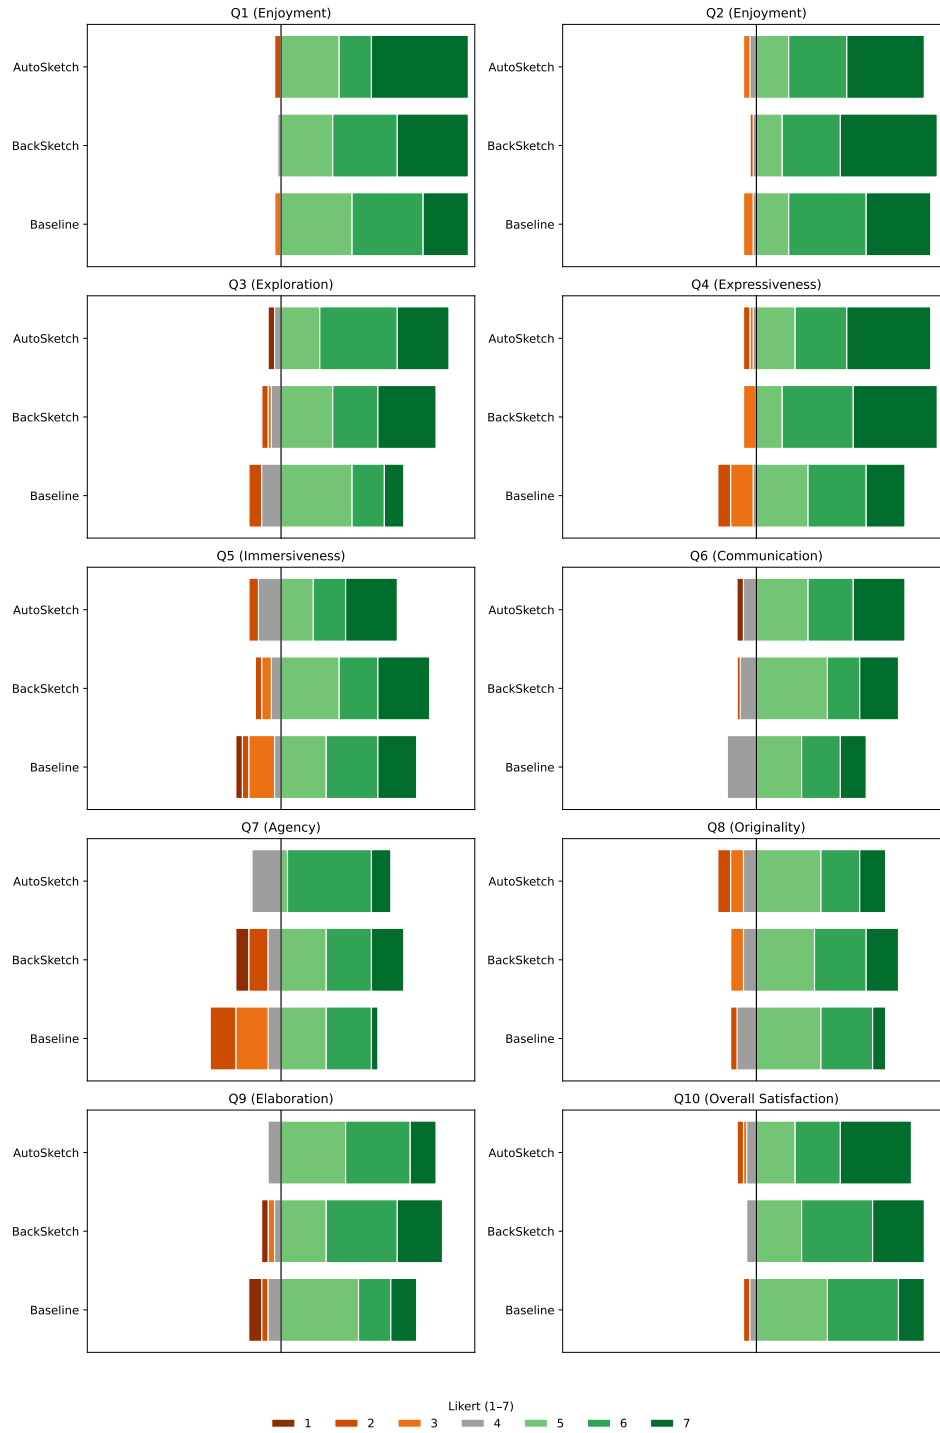 Q1 (Enjoyment)
AutoSketch
BackSketch
Baseline
Q2 (Enjoyment)
AutoSketch
BackSketch
Baseline
Q3 (Exploration)
AutoSketch
BackSketch
Baseline
Q4 (Expressiveness)
AutoSketch
BackSketch
Baseline
Q5 (Immersiveness)
AutoSketch
BackSketch
Baseline
Q6 (Communication)
AutoSketch
BackSketch
Baseline
Q7 (Agency)
AutoSketch
BackSketch
Baseline
Q8 (Originality)
AutoSketch
BackSketch
Baseline
Q9 (Elaboration)
AutoSketch
BackSketch
Baseline
Q10 (Overall Satisfaction)
AutoSketch
BackSketch
Baseline
Likert (1–7)
1 2 3 4 5 6 7